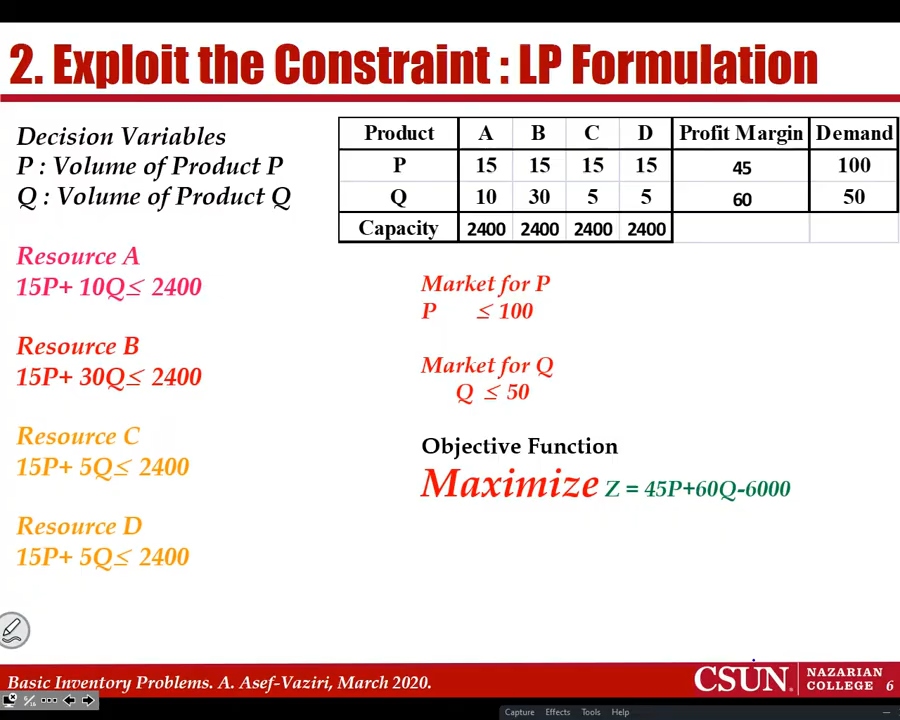 2. Exploit the Constraint : LP Formulation
Decision Variables
P : Volume of Product P
Q : Volume of Product Q
Product A B C D Profit Margin Demand
P 15 15 15 15 45 100
Q 10 30 5 5 60 50
Capacity 2400 2400 2400 2400
Resource A
15P+ 10Q≤ 2400
Resource B
15P+ 30Q≤ 2400
Resource C
15P+ 5Q≤ 2400
Resource D
15P+ 5Q≤ 2400
Market for P
P ≤ 100
Market for Q
Q ≤ 50
Objective Function
Maximize Z = 45P+60Q-6000
Basic Inventory Problems. A. Asef-Vaziri, March 2020.
CSUN. NAZARIAN
COLLEGE 6
Capture Effects Tools Help